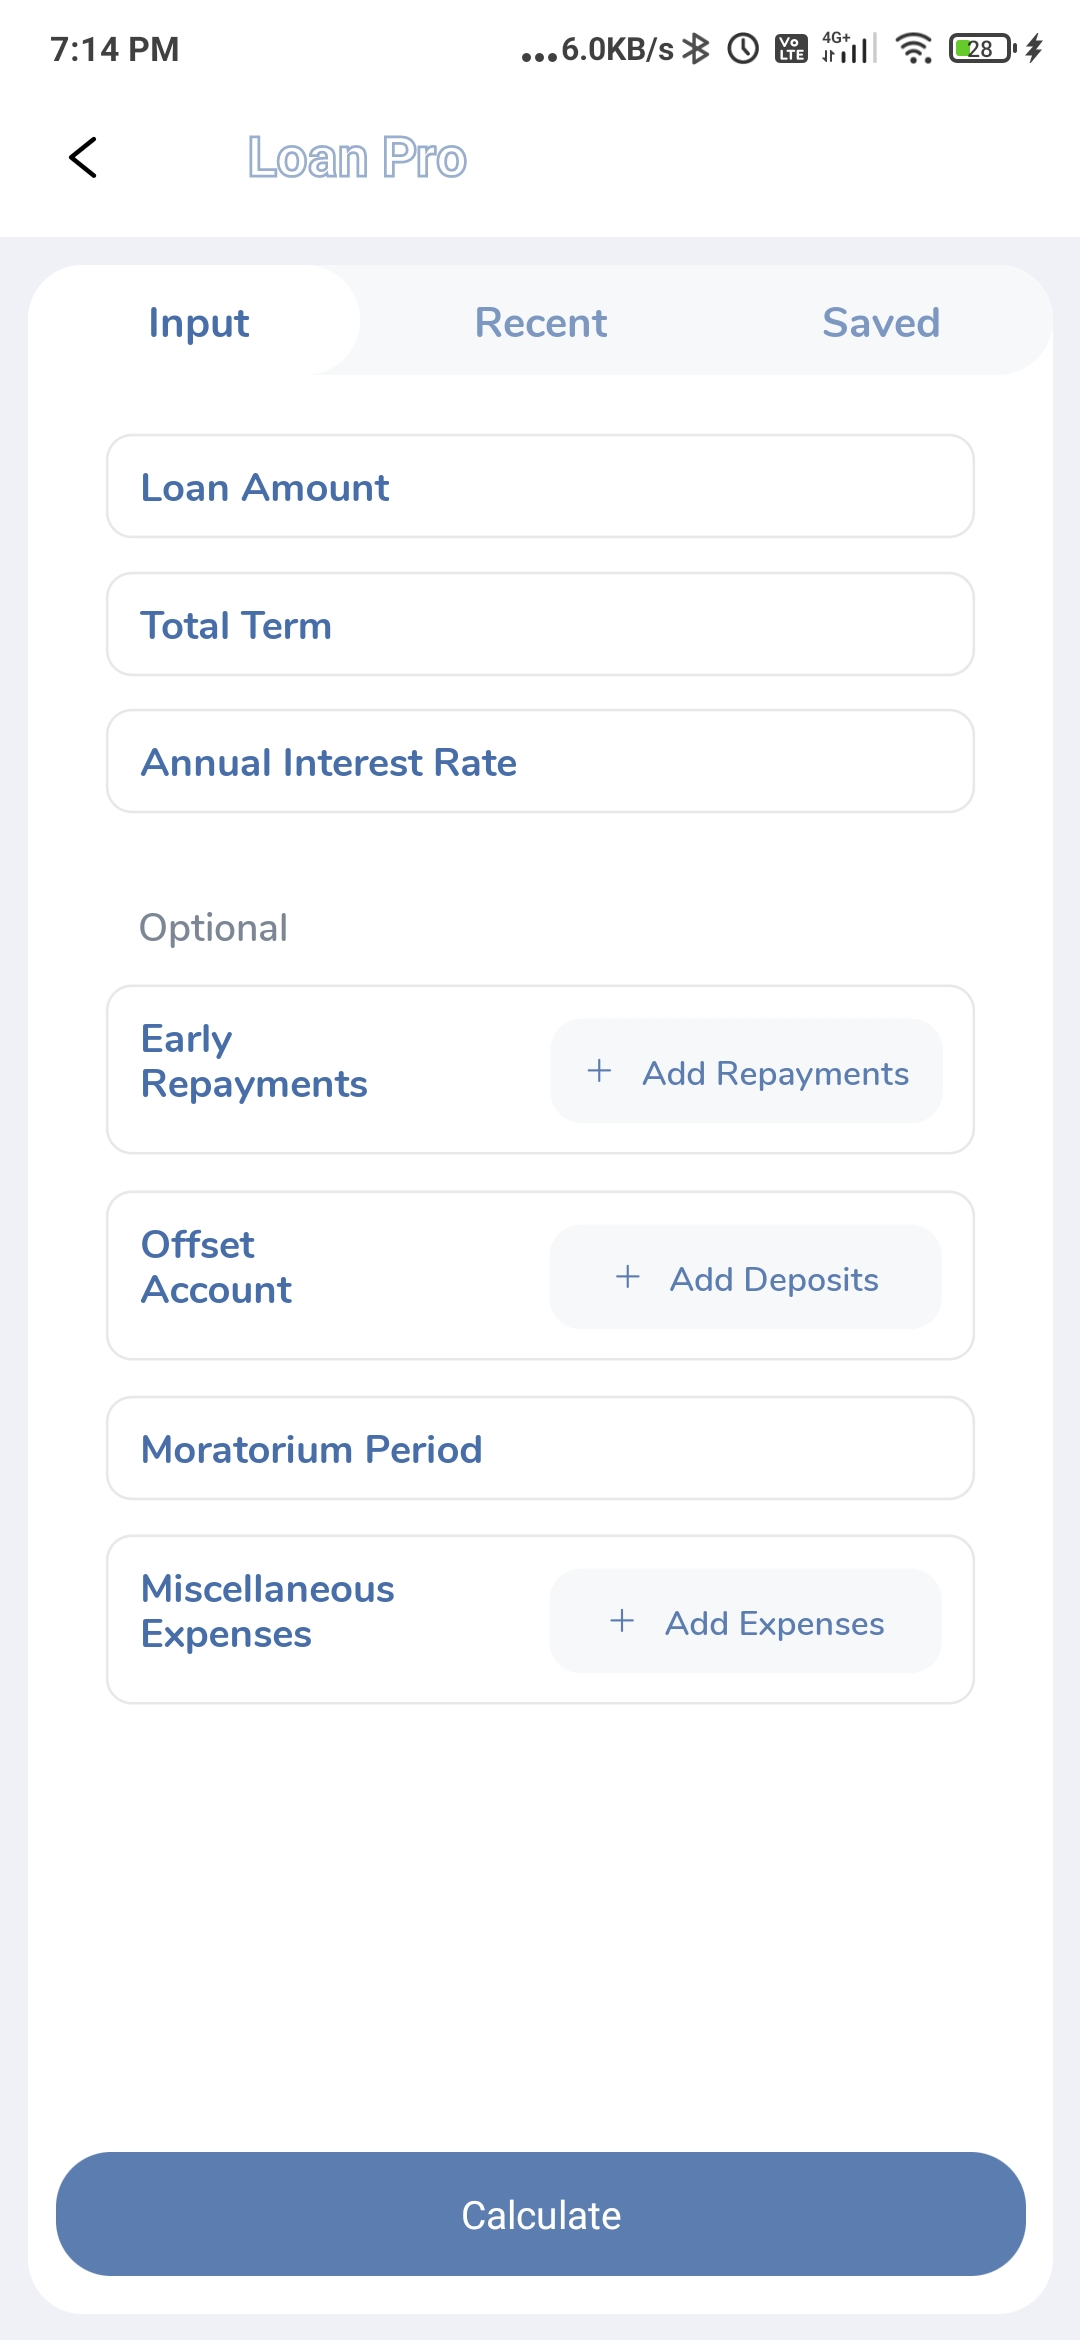 7:14 PM
...6.0KB/s
Vo LTE
4G+
28
Loan Pro
Input
Recent
Saved
Loan Amount
Total Term
Annual Interest Rate
Optional
Early
Repayments
+ Add Repayments
Offset
Account
+ Add Deposits
Moratorium Period
Miscellaneous
Expenses
+ Add Expenses
Calculate